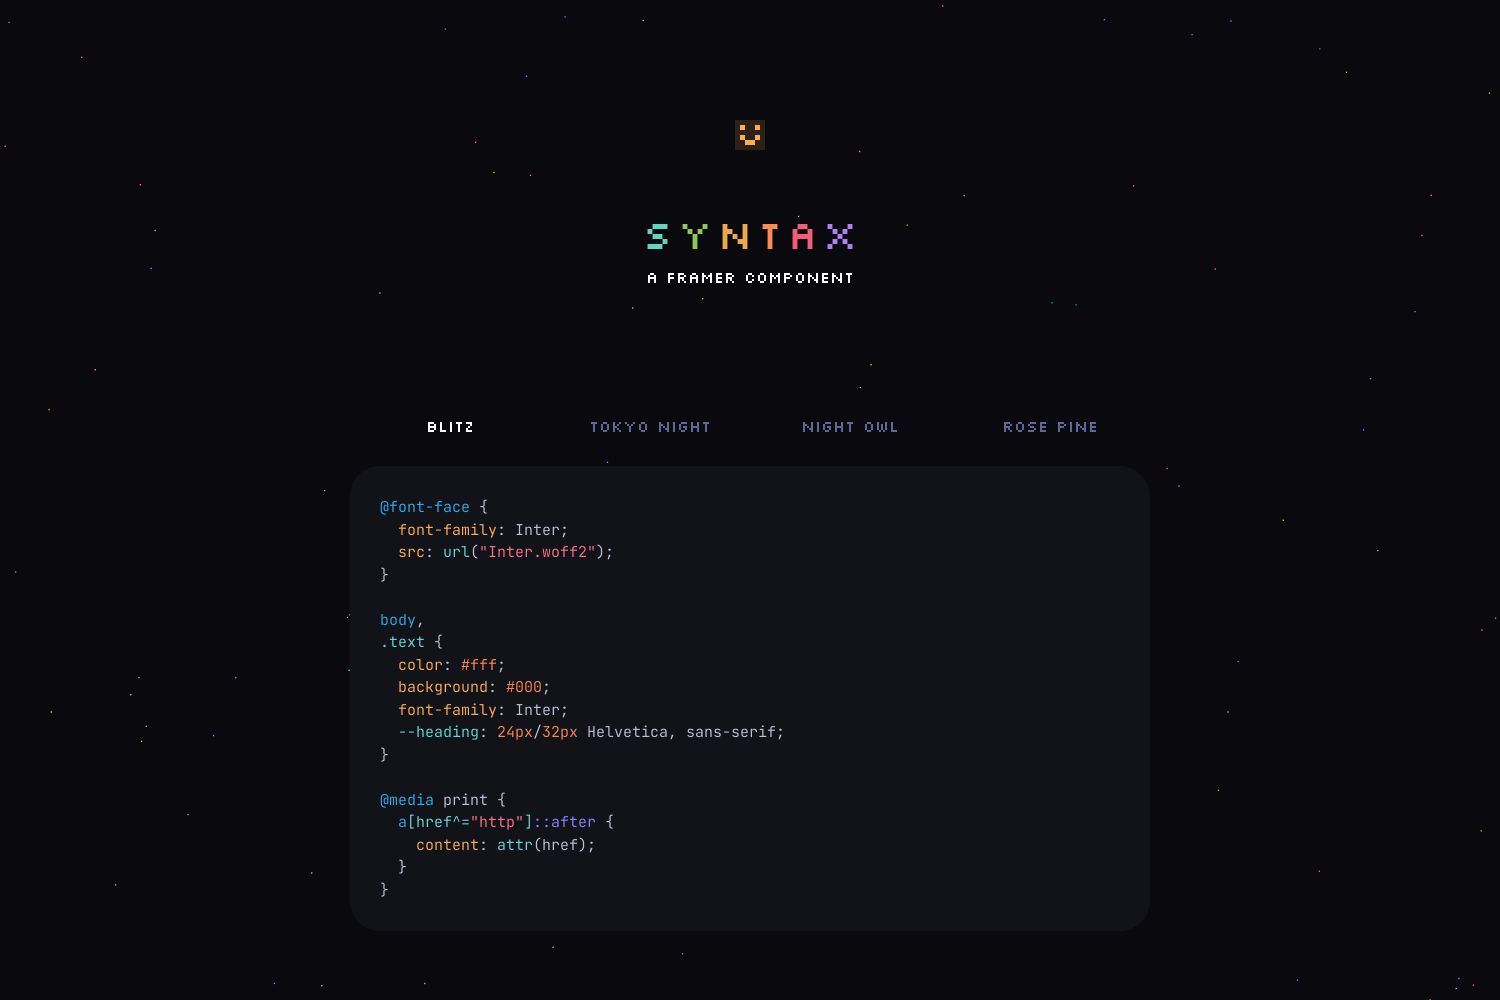 SYNTAX
A FRAMER COMPONENT
BLITZ TOKYO NIGHT NIGHT OWL ROSE PINE
@font-face {
  font-family: Inter;
  src: url("Inter.woff2");
}

body,
.text {
  color: #fff;
  background: #000;
  font-family: Inter;
  --heading: 24px/32px Helvetica, sans-serif;
}

@media print {
  a[href^="http"]::after {
    content: attr(href);
  }
}